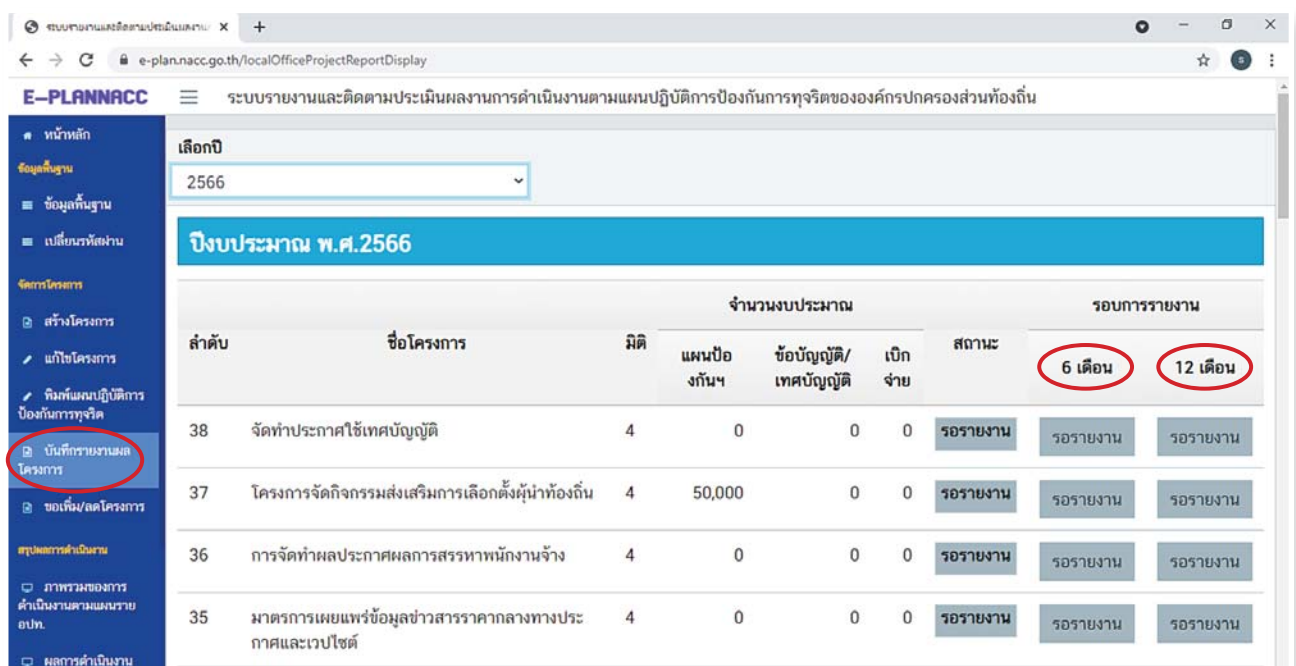 ระบบรายงานและติดตามประเมินผลงาน
e-plan.nacc.go.th/localOfficeProjectReportDisplay
S
E-PLANNACC
ระบบรายงานและติดตามประเมินผลงานการดำเนินงานตามแผนปฏิบัติการป้องกันการทุจริตขององค์กรปกครองส่วนท้องถิ่น
หน้าหลัก
ข้อมูลพื้นฐาน
ข้อมูลพื้นฐาน
เปลี่ยนรหัสผ่าน
จัดการโครงการ
สร้างโครงการ
แก้ไขโครงการ
พิมพ์แผนปฏิบัติการ
ป้องกันการทุจริต
บันทึกรายงานผล
โครงการ
ขอเพิ่ม/ลดโครงการ
สรุปผลการดำเนินงาน
ภาพรวมของการ
ดำเนินงานตามแผนราย
อปท.
ผลการดำเนินงาน
เลือกปี
2566
ปีงบประมาณ พ.ศ.2566
จำนวนงบประมาณ รอบการรายงาน
ลำดับ ชื่อโครงการ มิติ สถานะ
แผนป้อ ข้อบัญญัติ/ เบิก 6 เดือน 12 เดือน
งกันฯ เทศบัญญัติ จ่าย
38 จัดทำประกาศใช้เทศบัญญัติ 4 0 0 0 รอรายงาน รอรายงาน รอรายงาน
37 โครงการจัดกิจกรรมส่งเสริมการเลือกตั้งผู้นำท้องถิ่น 4 50,000 0 0 รอรายงาน รอรายงาน รอรายงาน
36 การจัดทำผลประกาศผลการสรรหาพนักงานจ้าง 4 0 0 0 รอรายงาน รอรายงาน รอรายงาน
35 มาตรการเผยแพร่ข้อมูลข่าวสารราคากลางทางประ 4 0 0 0 รอรายงาน รอรายงาน รอรายงาน
กาศและเวปไซต์